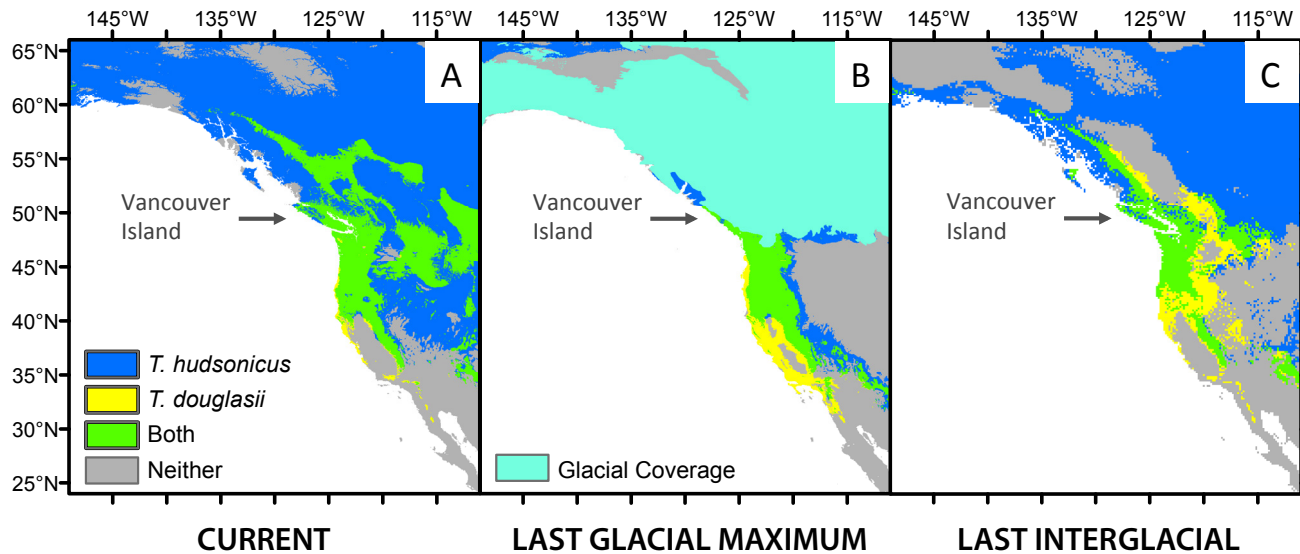 145°W 135°W 125°W 115°W 145°W 135°W 125°W 115°W 145°W 135°W 125°W 115°W
65°N
60°N
55°N
50°N
45°N
40°N
35°N
30°N
25°N
A
B
C
Vancouver
Island
Vancouver
Island
Vancouver
Island
T. hudsonicus
T. douglasii
Both
Neither
Glacial Coverage
CURRENT
LAST GLACIAL MAXIMUM
LAST INTERGLACIAL